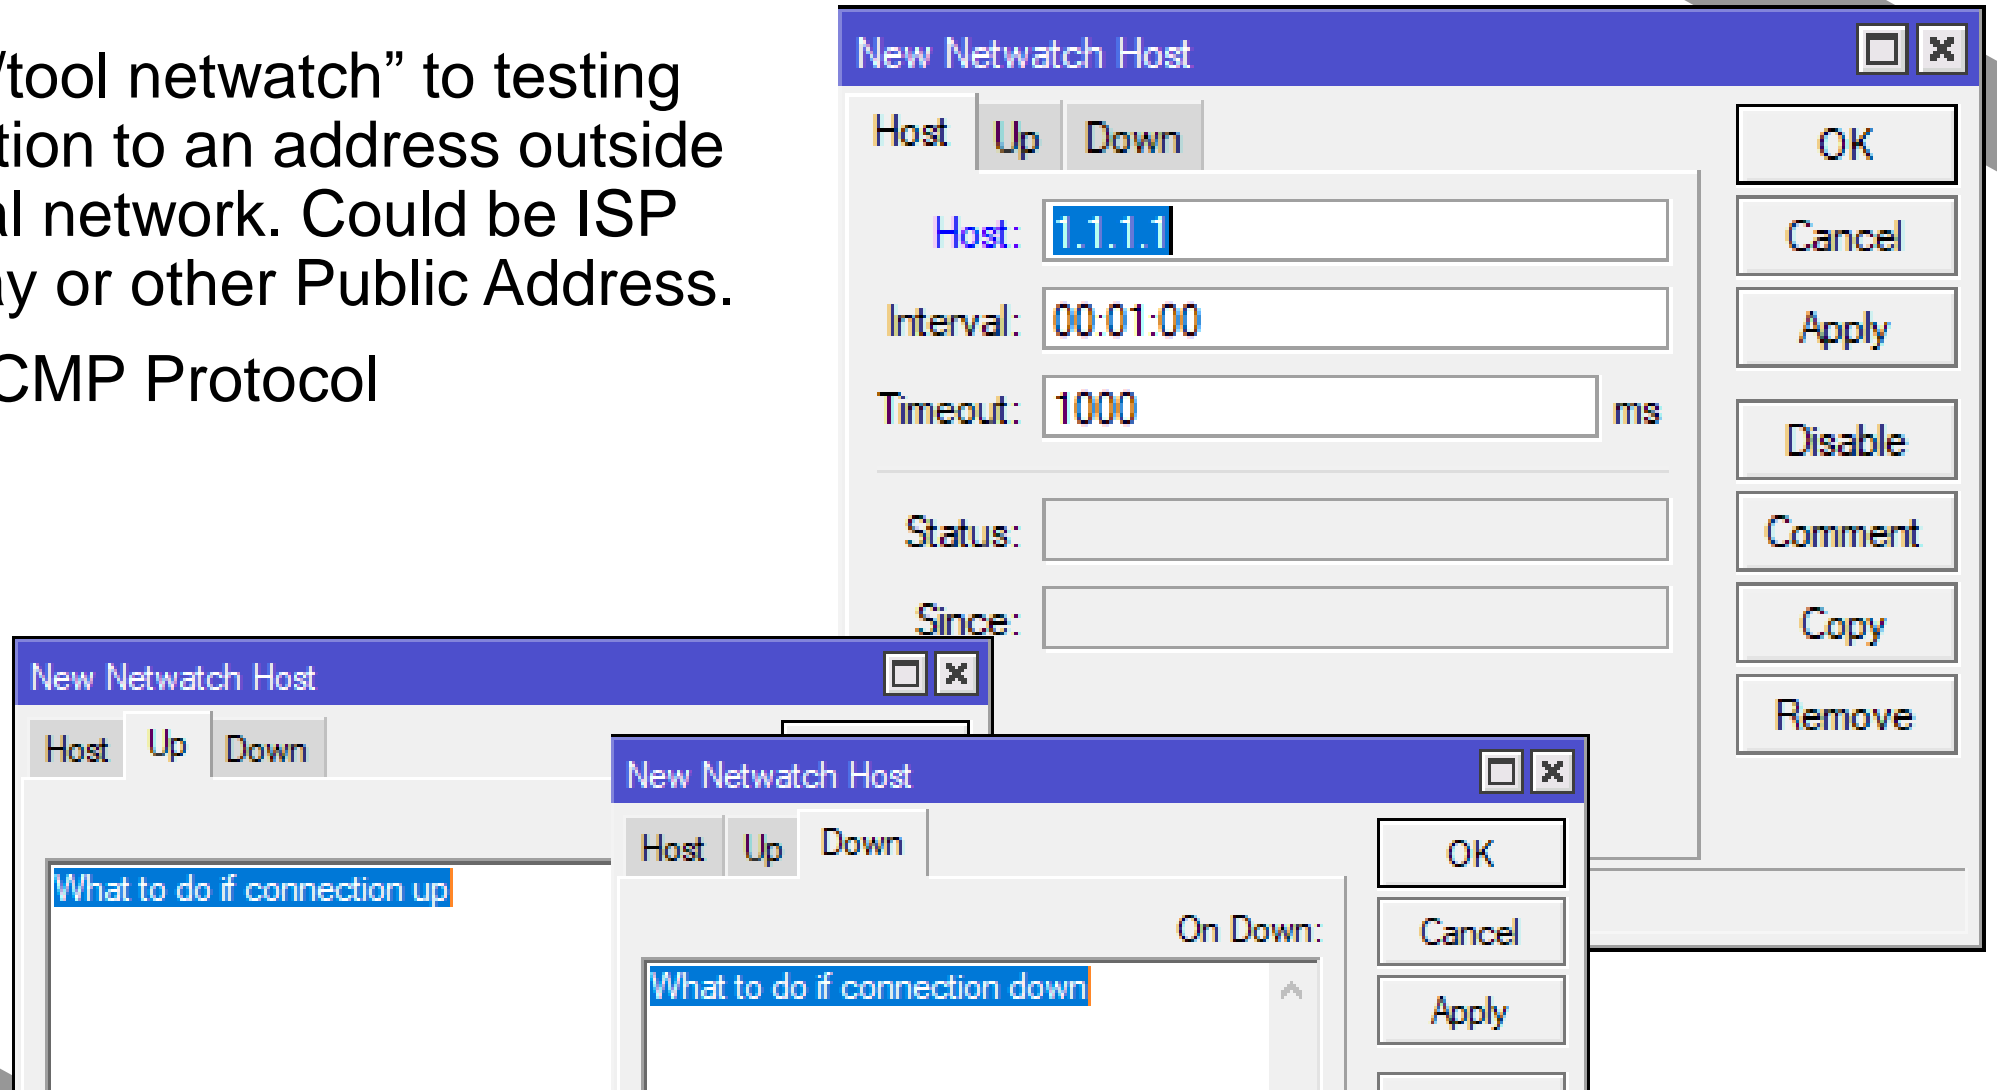 /tool netwatch” to testing
tion to an address outside
al network. Could be ISP
ay or other Public Address.
CMP Protocol
New Netwatch Host
Host Up Down
Host: 1.1.1.1
Interval: 00:01:00
Timeout: 1000 ms
Status:
Since:
OK
Cancel
Apply
Disable
Comment
Copy
Remove
New Netwatch Host
Host Up Down
What to do if connection up
New Netwatch Host
Host Up Down
On Down:
What to do if connection down
OK
Cancel
Apply